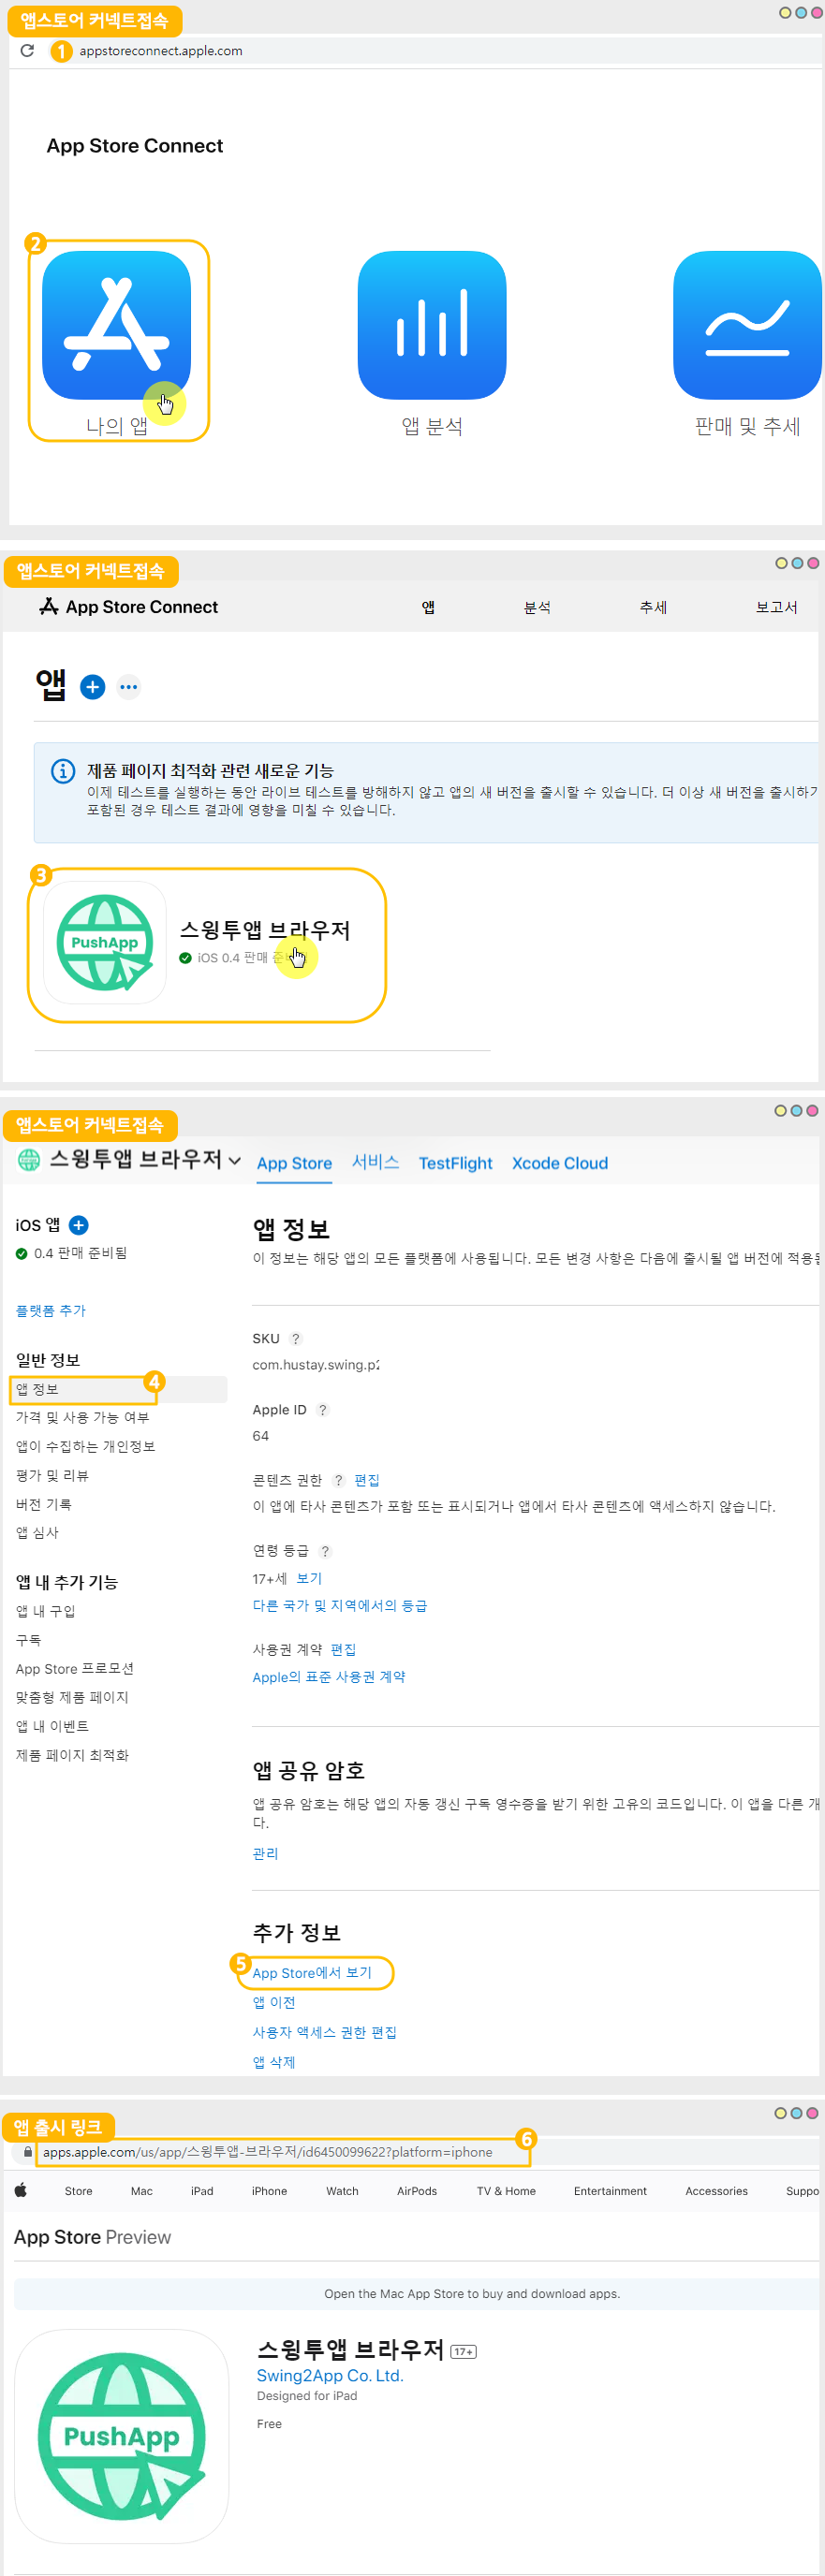 앱스토어 커넥트접속
1 appstoreconnect.apple.com
App Store Connect
2
나의 앱
앱 분석
판매 및 추세
앱스토어 커넥트접속
App Store Connect
앱
분석
추세
보고서
앱
제품 페이지 최적화 관련 새로운 기능
이제 테스트를 실행하는 동안 라이브 테스트를 방해하지 않고 앱의 새 버전을 출시할 수 있습니다. 더 이상 새 버전을 출시하기
포함된 경우 테스트 결과에 영향을 미칠 수 있습니다.
3
PushApp
스윙투앱 브라우저
iOS 0.4 판매 준
앱스토어 커넥트접속
스윙투앱 브라우저
App Store
서비스
TestFlight
Xcode Cloud
iOS 앱
0.4 판매 준비됨
플랫폼 추가
일반 정보
앱 정보
4
가격 및 사용 가능 여부
앱이 수집하는 개인정보
평가 및 리뷰
버전 기록
앱 심사
앱 내 추가 기능
앱 내 구입
구독
App Store 프로모션
맞춤형 제품 페이지
앱 내 이벤트
제품 페이지 최적화
앱 정보
이 정보는 해당 앱의 모든 플랫폼에 사용됩니다. 모든 변경 사항은 다음에 출시될 앱 버전에 적용됩
SKU ?
com.hustay.swing.p2
Apple ID ?
64
콘텐츠 권한 ? 편집
이 앱에 타사 콘텐츠가 포함 또는 표시되거나 앱에서 타사 콘텐츠에 액세스하지 않습니다.
연령 등급 ?
17+세 보기
다른 국가 및 지역에서의 등급
사용권 계약 편집
Apple의 표준 사용권 계약
앱 공유 암호
앱 공유 암호는 해당 앱의 자동 갱신 구독 영수증을 받기 위한 고유의 코드입니다. 이 앱을 다른 개
다.
관리
추가 정보
5
App Store에서 보기
앱 이전
사용자 액세스 권한 편집
앱 삭제
앱 출시 링크
apps.apple.com/us/app/스윙투앱-브라우저/id6450099622?platform=iphone
6
Store
Mac
iPad
iPhone
Watch
AirPods
TV & Home
Entertainment
Accessories
Suppo
App Store Preview
Open the Mac App Store to buy and download apps.
PushApp
스윙투앱 브라우저 17+
Swing2App Co. Ltd.
Designed for iPad
Free